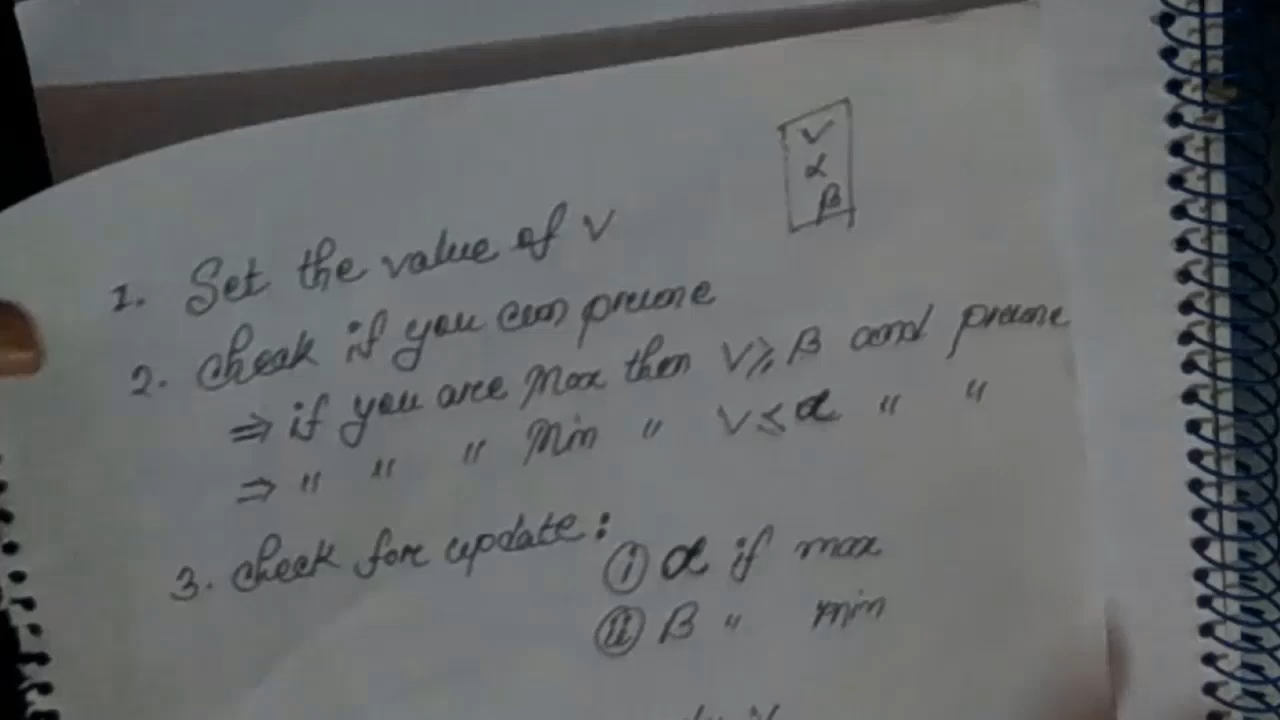 V
α
β
1. Set the value of V
2. Check if you can prune
⇒ if you are Max then V ≥ β and prune
⇒ " " " Min " V ≤ α " "
3. Check for update:
(i) α if max
(ii) β " min